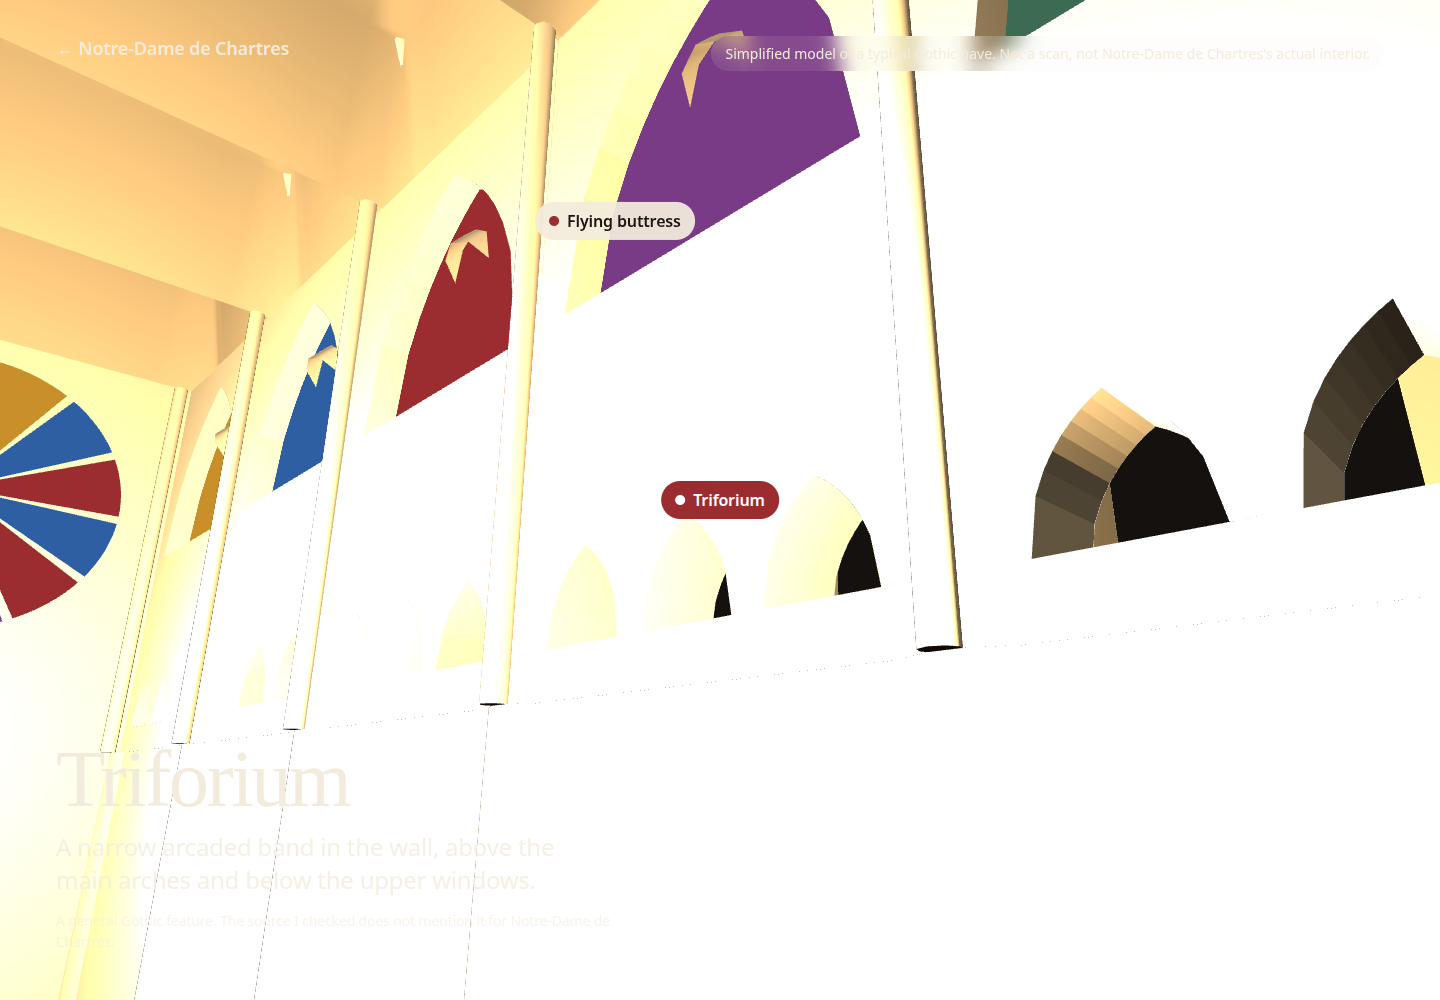 ← Notre-Dame de Chartres
Simplified model of a typical Gothic nave. Not a scan, not Notre-Dame de Chartres's actual interior.
Flying buttress
Triforium
Triforium
A narrow arcaded band in the wall, above the
main arches and below the upper windows.
A general Gothic feature. The source I checked does not mention it for Notre-Dame de
Chartres.